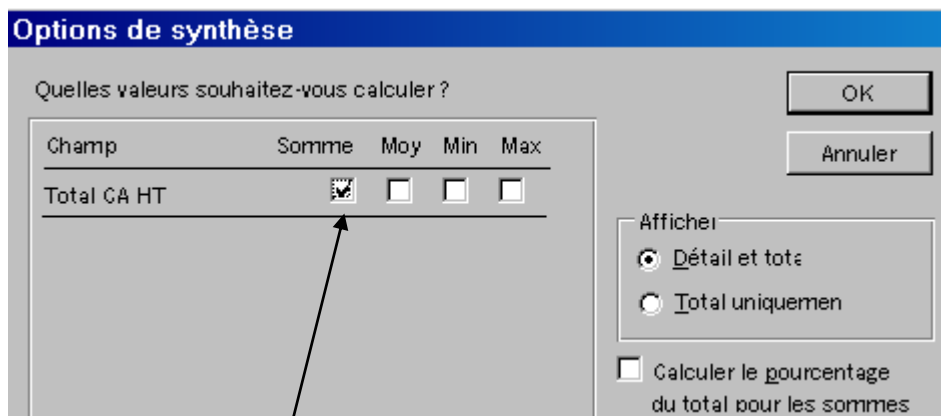 Options de synthèse
Quelles valeurs souhaitez-vous calculer ?
OK
Annuler
Champ Somme Moy Min Max
Total CA HT
Afficher
Détail et tota
Total uniquemen
Calculer le pourcentage
du total pour les sommes